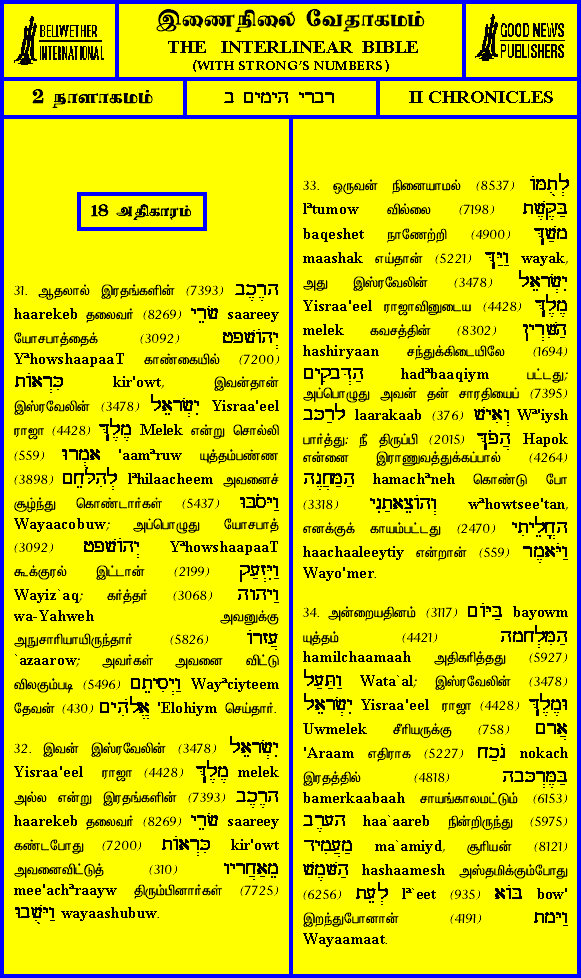 BELLWETHER
INTERNATIONAL
இணைநிலை வேதாகமம்
THE INTERLINEAR BIBLE
(WITH STRONG'S NUMBERS)
GOOD NEWS
PUBLISHERS
2 நாளாகமம்
דברי הימים ב
II CHRONICLES
18 அதிகாரம்
31. ஆதலால் இரதங்களின் (7393) הָרֶכֶב
haarekeb தலைவர் (8269) שָׂרֵי saareey
யோசபாத்தைக் (3092) יְהוֹשָׁפָט
YᵃhowshaapaaT காண்கையில் (7200)
כִּרְאוֹת kir'owt, இவன்தான்
இஸ்ரவேலின் (3478) יִשְׂרָאֵל Yisraa'eel
ராஜா (4428) מֶלֶךְ Melek என்று சொல்லி
(559) אָמְרוּ 'aamᵃruw யுத்தம்பண்ண
(3898) לְהִלָּחֵם lᵃhilaacheem அவனைச்
சூழ்ந்து கொண்டார்கள் (5437) וַיָּסֹבּוּ
Wayaacobuw; அப்பொழுது யோசபாத்
(3092) יְהוֹשָׁפָט YᵃhowshaapaaT
கூக்குரல் இட்டான் (2199) וַיִּזְעַק
Wayiz`aq; கர்த்தர் (3068) וַיהוה
wa-Yahweh அவனுக்கு
அநுசாரியாயிருந்தார் (5826) עֲזָרוֹ
`azaarow; அவர்கள் அவனை விட்டு
விலகும்படி (5496) וַיְסִיתֵם Wayᵃciyteem
தேவன் (430) אֱלֹהִים 'Elohiym செய்தார்.
32. இவன் இஸ்ரவேலின் (3478) יִשְׂרָאֵל
Yisraa'eel ராஜா (4428) מֶלֶךְ melek
அல்ல என்று இரதங்களின் (7393) הָרֶכֶב
haarekeb தலைவர் (8269) שָׂרֵי saareey
கண்டபோது (7200) כִּרְאוֹת kir'owt
அவனைவிட்டுத் (310) מֵאַחֲרָיו
mee'achᵃraayw திரும்பினார்கள் (7725)
וַיָּשֻׁבוּ wayaashubuw.
33. ஒருவன் நினையாமல் (8537) לְתֻמּוֹ
lᵃtumow வில்லை (7198) בַּקֶּשֶׁת
baqeshet நாணேற்றி (4900) מָשַׁךְ
maashak எய்தான் (5221) וַיַּךְ wayak,
அது இஸ்ரவேலின் (3478) יִשְׂרָאֵל
Yisraa'eel ராஜாவினுடைய (4428) מֶלֶךְ
melek கவசத்தின் (8302) הַשִּׁרְיָן
hashiryaan சந்துக்கிடையிலே (1694)
הַדְּבָקִים hadᵃbaaqiym பட்டது;
அப்பொழுது அவன் தன் சாரதியைப் (7395)
לָרַכָּב laarakaab (376) וְאִישׁ Wᵃ'iysh
பார்த்து: நீ திருப்பி (2015) הֲפֹךְ Hapok
என்னை இராணுவத்துக்கப்பால் (4264)
הַמַּחֲנֶה hamachᵃneh கொண்டு போ
(3318) וְהוֹצֵאתַנִי wᵃhowtsee'tan,
எனக்குக் காயம்பட்டது (2470) הָחֳלֵיתִי
haachaaleeytiy என்றான் (559) וַיֹּאמֶר
Wayo'mer.
34. அன்றையதினம் (3117) בַּיּוֹם bayowm
யுத்தம் (4421) הַמִּלְחָמָה
hamilchaamaah அதிகரித்தது (5927)
וַתַּעַל Wata`al; இஸ்ரவேலின் (3478)
יִשְׂרָאֵל Yisraa'eel ராஜா (4428) וּמֶלֶךְ
Uwmelek சீரியருக்கு (758) אֲרָם
'Araam எதிராக (5227) נֹכַח nokach
இரதத்தில் (4818) בַּמֶּרְכָּבָה
bamerkaabaah சாயங்காலமட்டும் (6153)
הָעֶרֶב haa`aareb நின்றிருந்து (5975)
מַעֲמִיד ma`amiyd, சூரியன் (8121)
הַשָּׁמֶשׁ hashaamesh அஸ்தமிக்கும்போது
(6256) לְעֵת lᵃ`eet (935) בּוֹא bow'
இறந்துபோனான் (4191) וַיָּמָת
Wayaamaat.